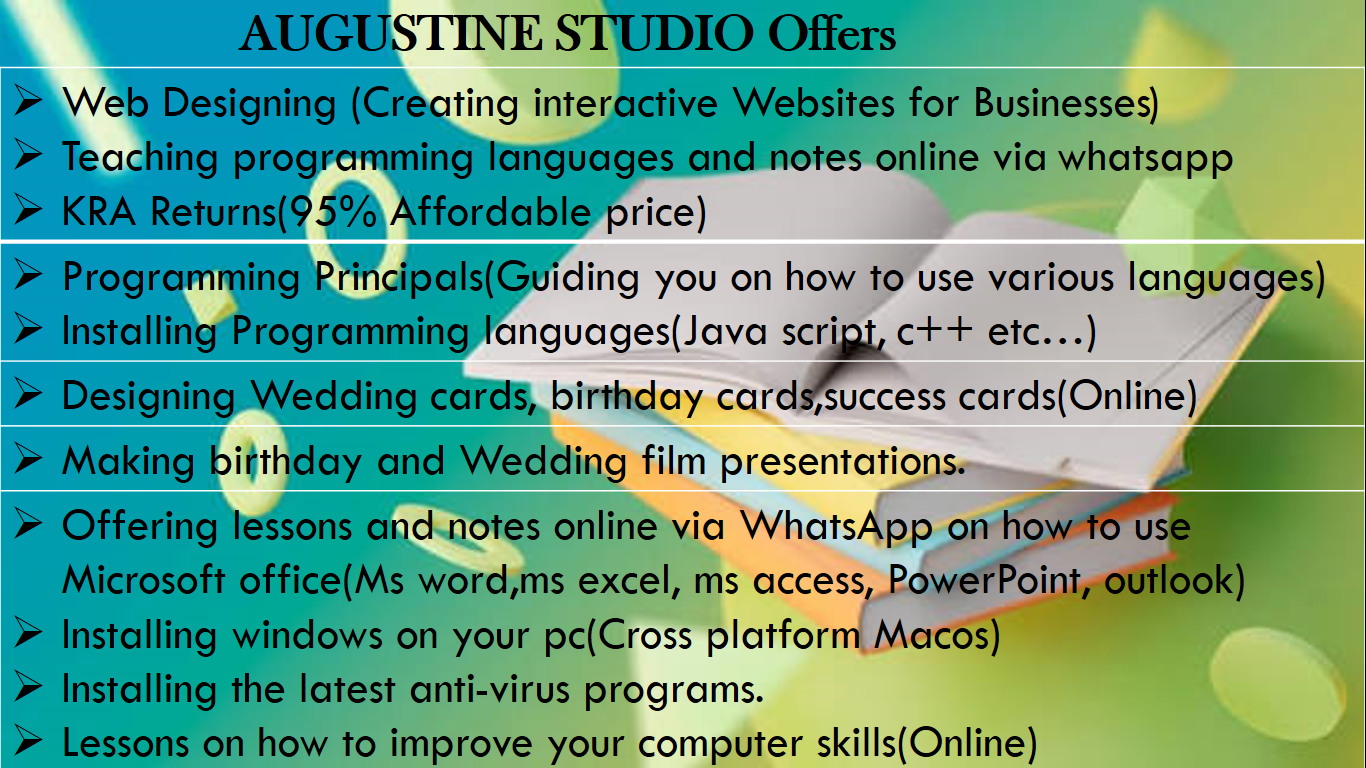 AUGUSTINE STUDIO Offers
➢ Web Designing (Creating interactive Websites for Businesses)
➢ Teaching programming languages and notes online via whatsapp
➢ KRA Returns(95% Affordable price)
➢ Programming Principals(Guiding you on how to use various languages)
➢ Installing Programming languages(Java script, c++ etc…)
➢ Designing Wedding cards, birthday cards,success cards(Online)
➢ Making birthday and Wedding film presentations.
➢ Offering lessons and notes online via WhatsApp on how to use
Microsoft office(Ms word,ms excel, ms access, PowerPoint, outlook)
➢ Installing windows on your pc(Cross platform Macos)
➢ Installing the latest anti-virus programs.
➢ Lessons on how to improve your computer skills(Online)